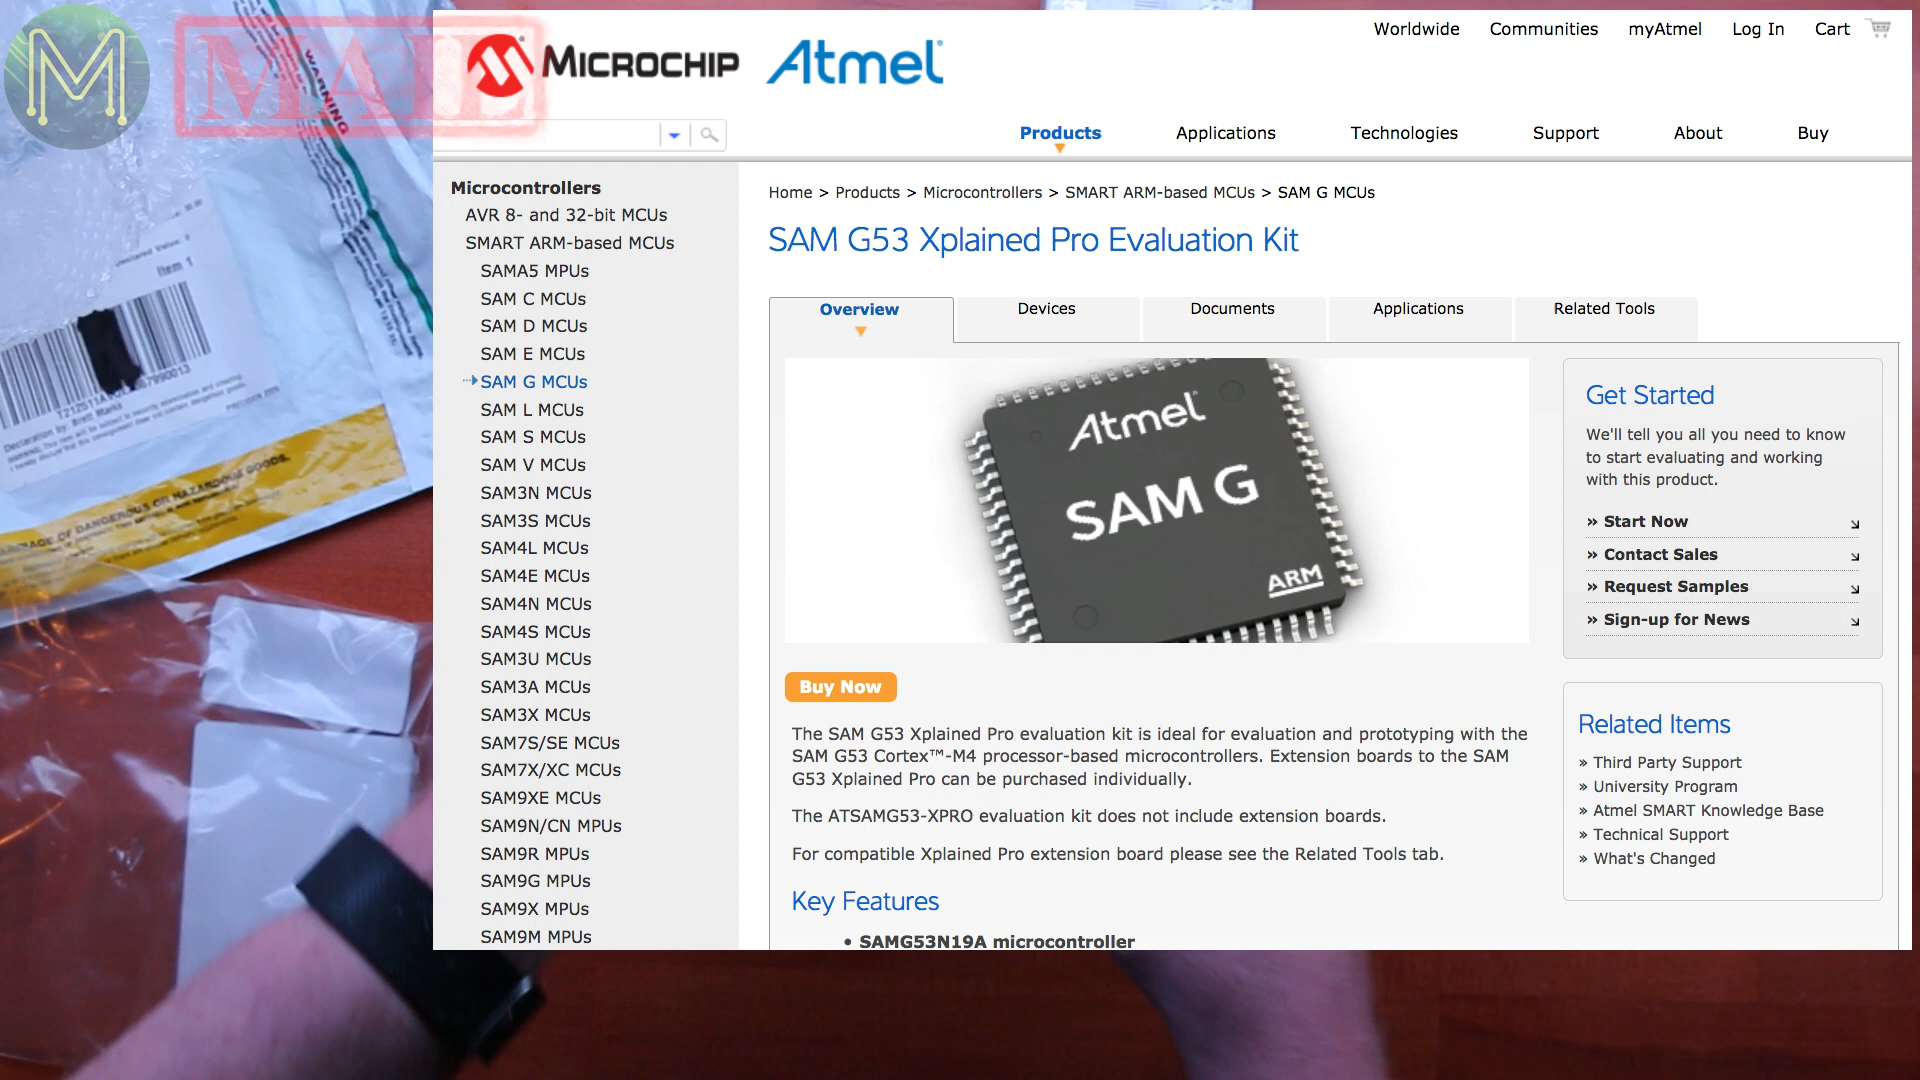 M
MAIL
WARNING
Item 1
T212511A
67990013
Declaration by: Brett Marks
MICROCHIP
Atmel
Worldwide
Communities
myAtmel
Log In
Cart
Products
Applications
Technologies
Support
About
Buy
Microcontrollers
AVR 8- and 32-bit MCUs
SMART ARM-based MCUs
SAMA5 MPUs
SAM C MCUs
SAM D MCUs
SAM E MCUs
SAM G MCUs
SAM L MCUs
SAM S MCUs
SAM V MCUs
SAM3N MCUs
SAM3S MCUs
SAM4L MCUs
SAM4E MCUs
SAM4N MCUs
SAM4S MCUs
SAM3U MCUs
SAM3A MCUs
SAM3X MCUs
SAM7S/SE MCUs
SAM7X/XC MCUs
SAM9XE MCUs
SAM9N/CN MPUs
SAM9R MPUs
SAM9G MPUs
SAM9X MPUs
SAM9M MPUs
Home > Products > Microcontrollers > SMART ARM-based MCUs > SAM G MCUs
SAM G53 Xplained Pro Evaluation Kit
Overview
Devices
Documents
Applications
Related Tools
Atmel
SAM G
ARM
Buy Now
The SAM G53 Xplained Pro evaluation kit is ideal for evaluation and prototyping with the
SAM G53 Cortex™-M4 processor-based microcontrollers. Extension boards to the SAM
G53 Xplained Pro can be purchased individually.
The ATSAMG53-XPRO evaluation kit does not include extension boards.
For compatible Xplained Pro extension board please see the Related Tools tab.
Key Features
• SAMG53N19A microcontroller
Get Started
We'll tell you all you need to know
to start evaluating and working
with this product.
» Start Now
» Contact Sales
» Request Samples
» Sign-up for News
Related Items
» Third Party Support
» University Program
» Atmel SMART Knowledge Base
» Technical Support
» What's Changed